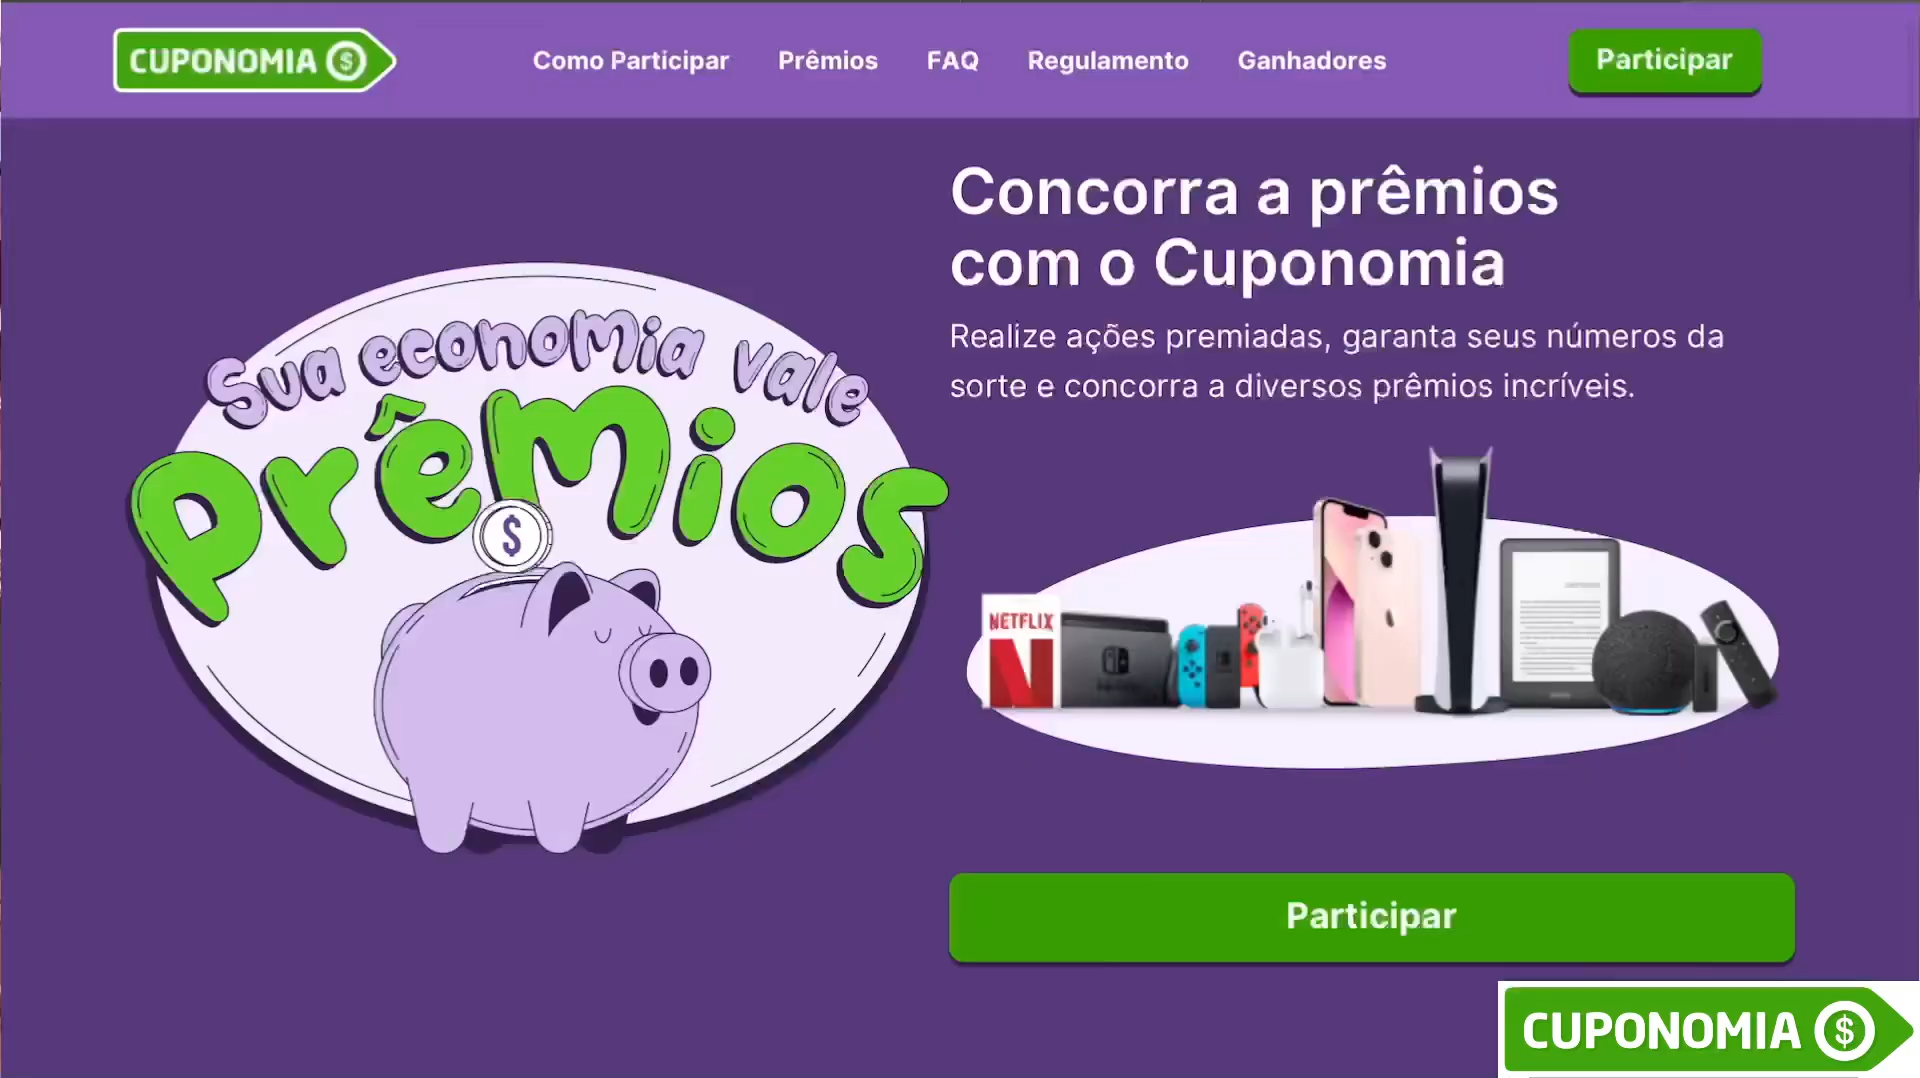 CUPONOMIA $
Como Participar
Prêmios
FAQ
Regulamento
Ganhadores
Participar
Concorra a prêmios
com o Cuponomia
Realize ações premiadas, garanta seus números da
sorte e concorra a diversos prêmios incríveis.
Sua economia vale
prêmios
$
NETFLIX
N
Participar
CUPONOMIA $